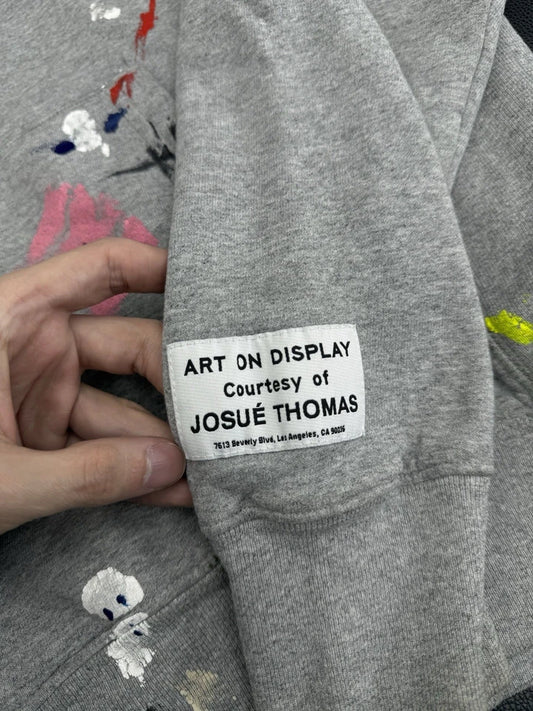 ART ON DISPLAY
Courtesy of
JOSUÉ THOMAS
7613 Beverly Blvd, Los Angeles, CA 90036